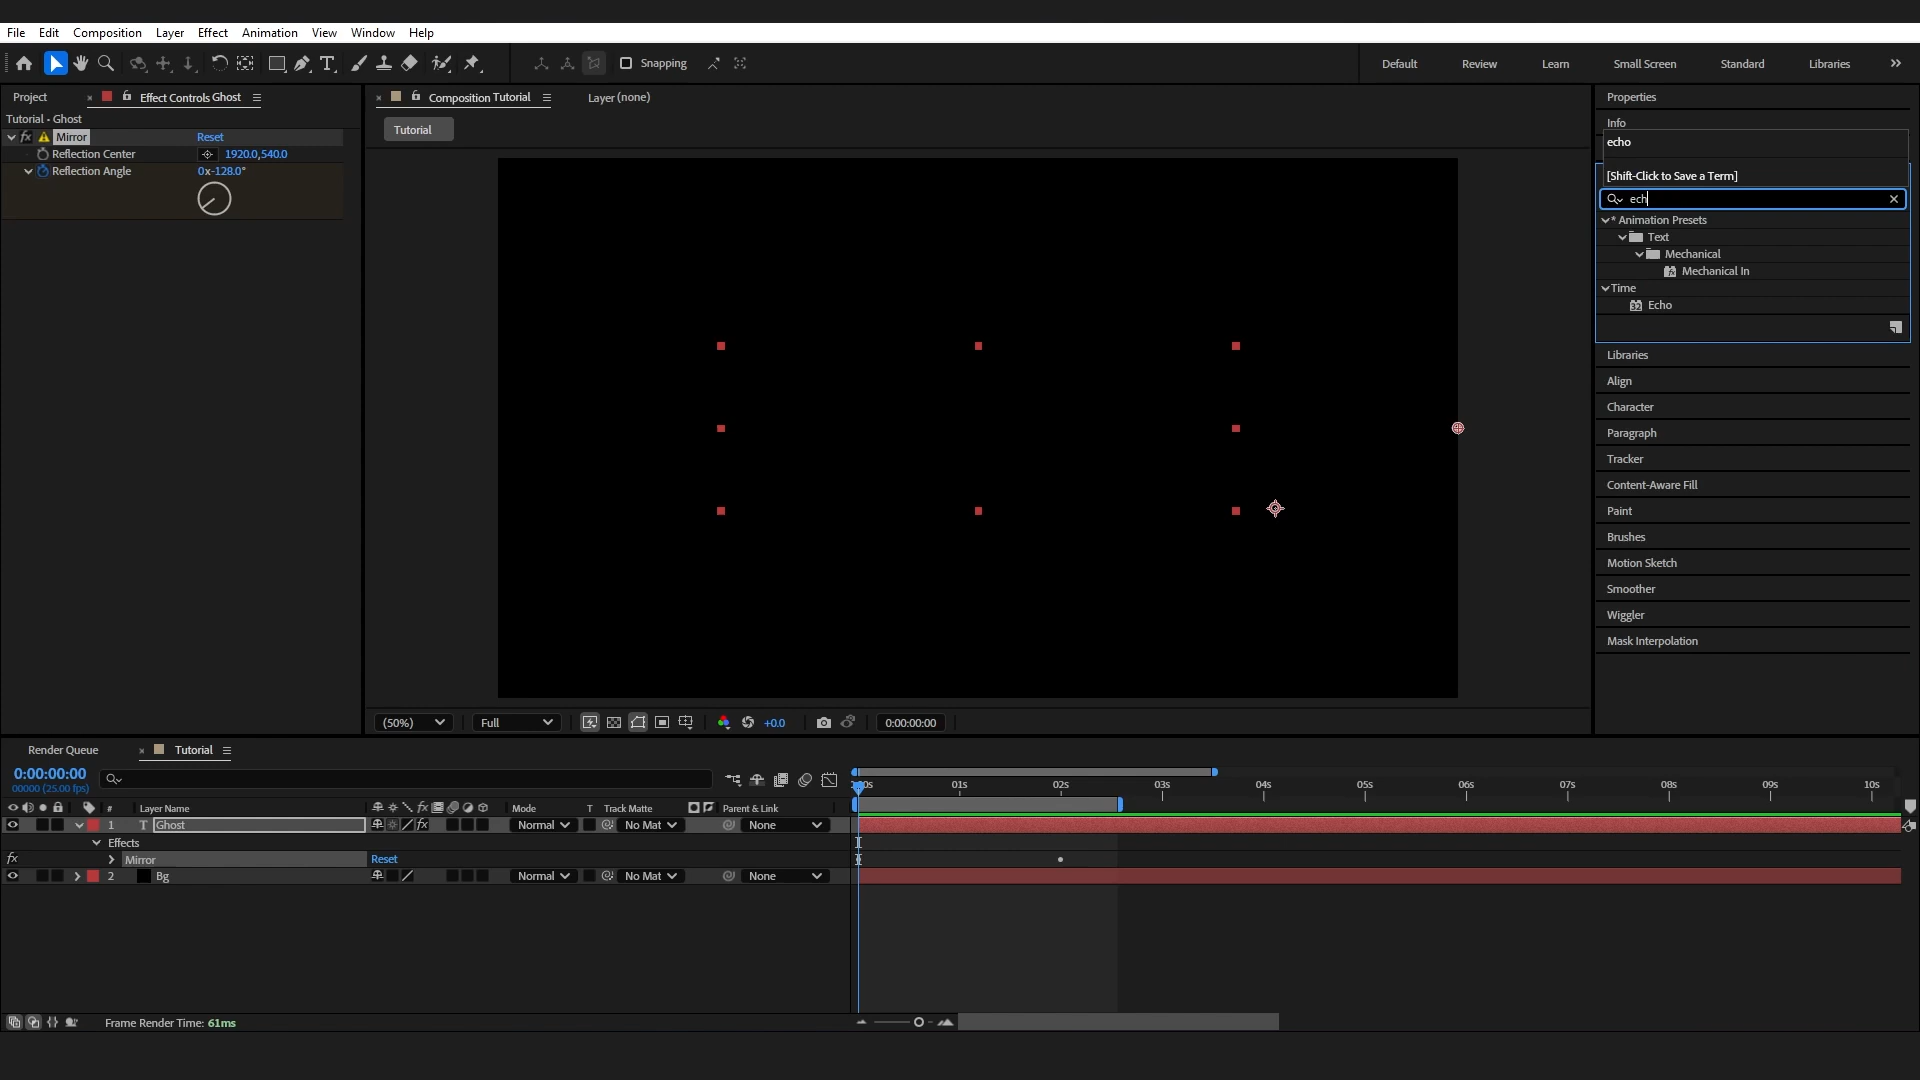 File Edit Composition Layer Effect Animation View Window Help
Snapping
Default Review Learn Small Screen Standard Libraries
Project
Effect Controls Ghost
Tutorial - Ghost
Mirror Reset
Reflection Center 1920.0,540.0
Reflection Angle 0x-128.0°
Composition Tutorial
Layer (none)
Tutorial
(50%) Full +0.0 0:00:00:00
Properties
Info
echo
[Shift-Click to Save a Term]
ech
* Animation Presets
Text
Mechanical
Mechanical In
Time
32 Echo
Libraries
Align
Character
Paragraph
Tracker
Content-Aware Fill
Paint
Brushes
Motion Sketch
Smoother
Wiggler
Mask Interpolation
Render Queue Tutorial
0:00:00:00
00000 (25.00 fps)
:00s 01s 02s 03s 04s 05s 06s 07s 08s 09s 10s
# Layer Name fx Mode T Track Matte Parent & Link
1 T Ghost fx Normal No Mat None
Effects
fx Mirror Reset
2 Bg Normal No Mat None
Frame Render Time: 61ms